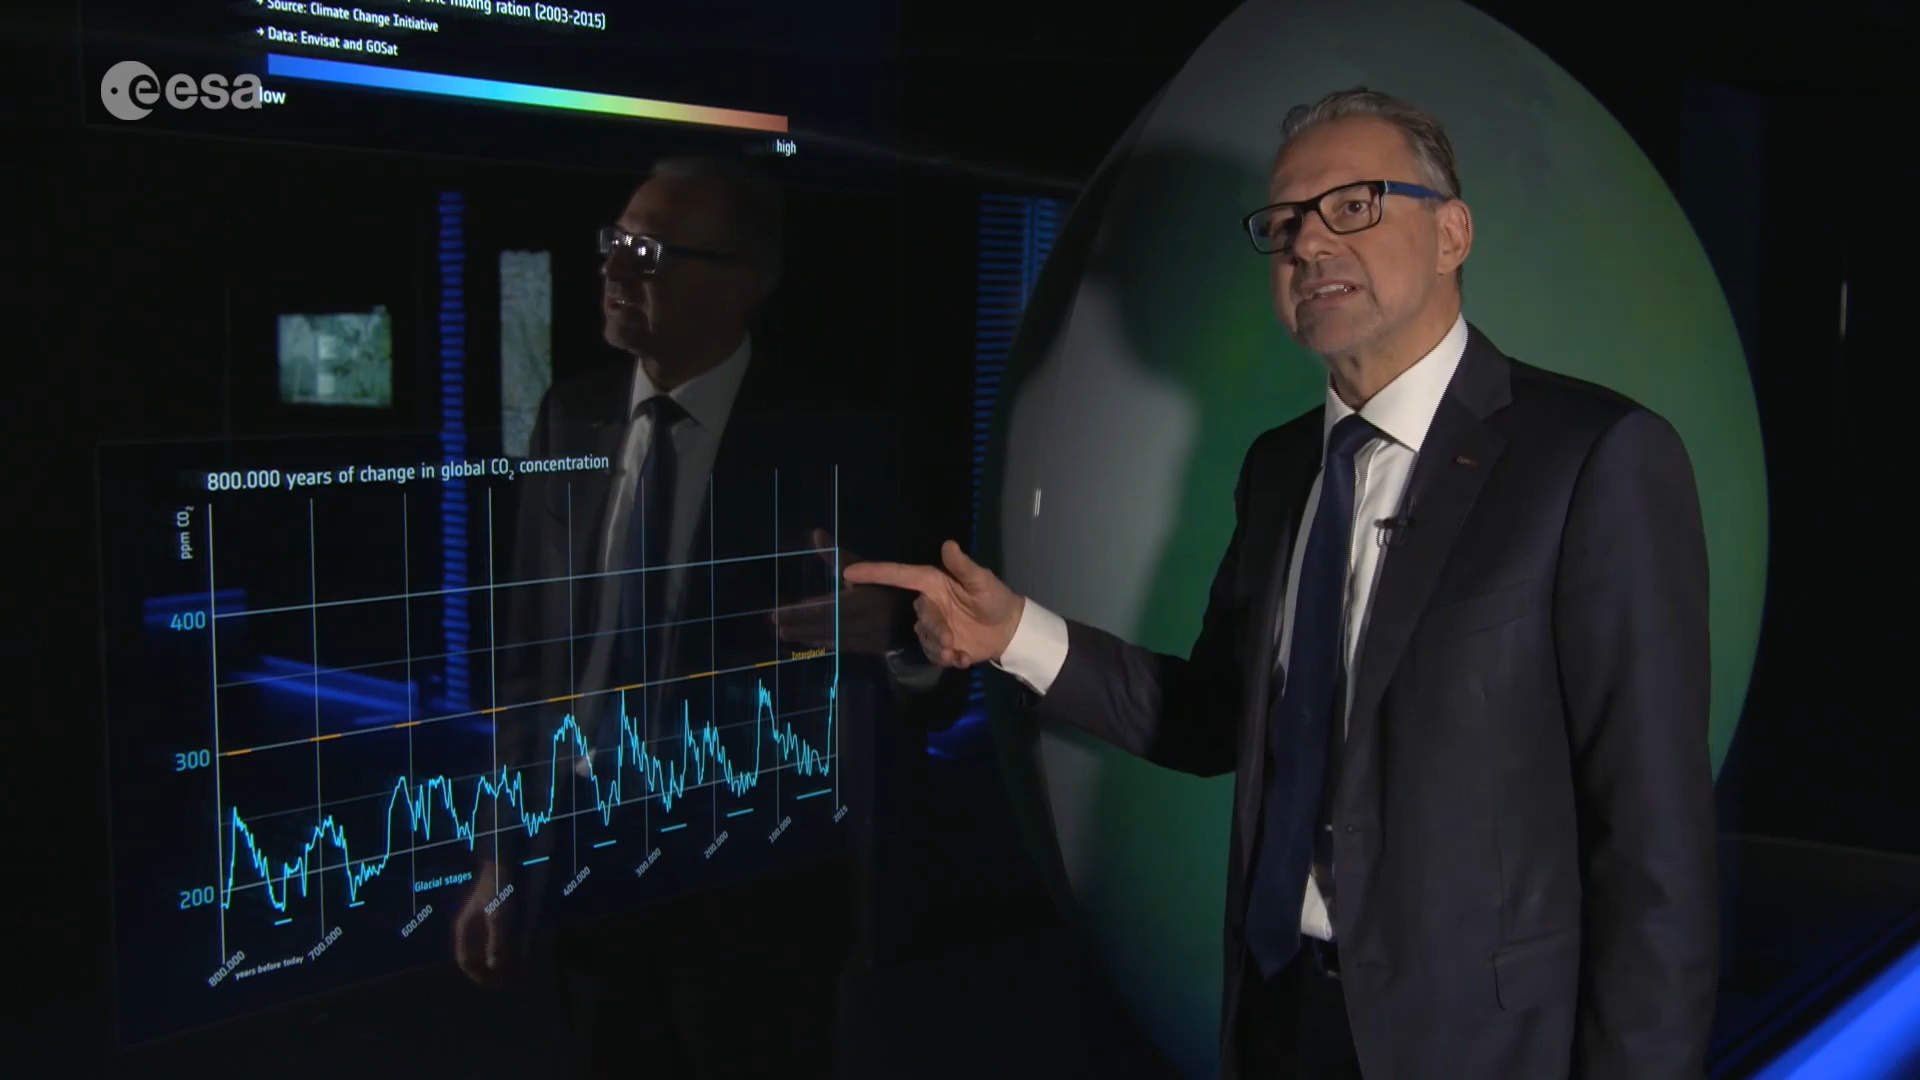 mixing ration (2003-2015)
→ Source: Climate Change Initiative
→ Data: Envisat and GOSat
esa
low
high
800.000 years of change in global CO2 concentration
ppm CO2
400
300
200
Interglacial
Glacial stages
800.000
years before today
700.000
600.000
500.000
400.000
300.000
200.000
100.000
2015